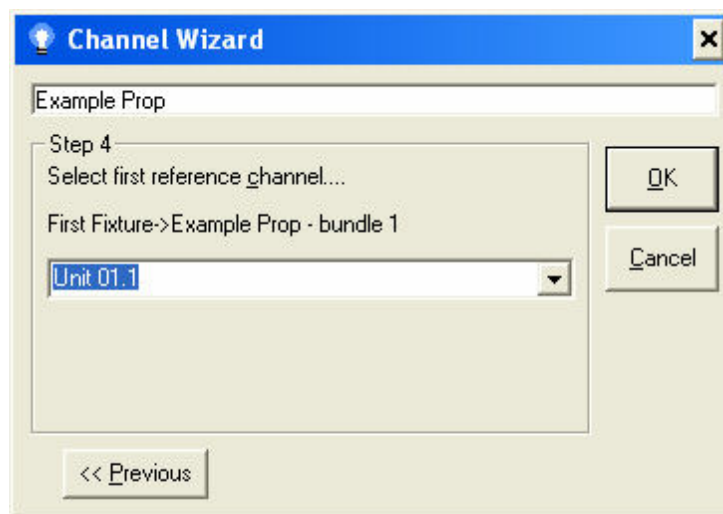 Channel Wizard
Example Prop
Step 4
Select first reference channel....
First Fixture->Example Prop - bundle 1
Unit 01.1
OK
Cancel
<< Previous